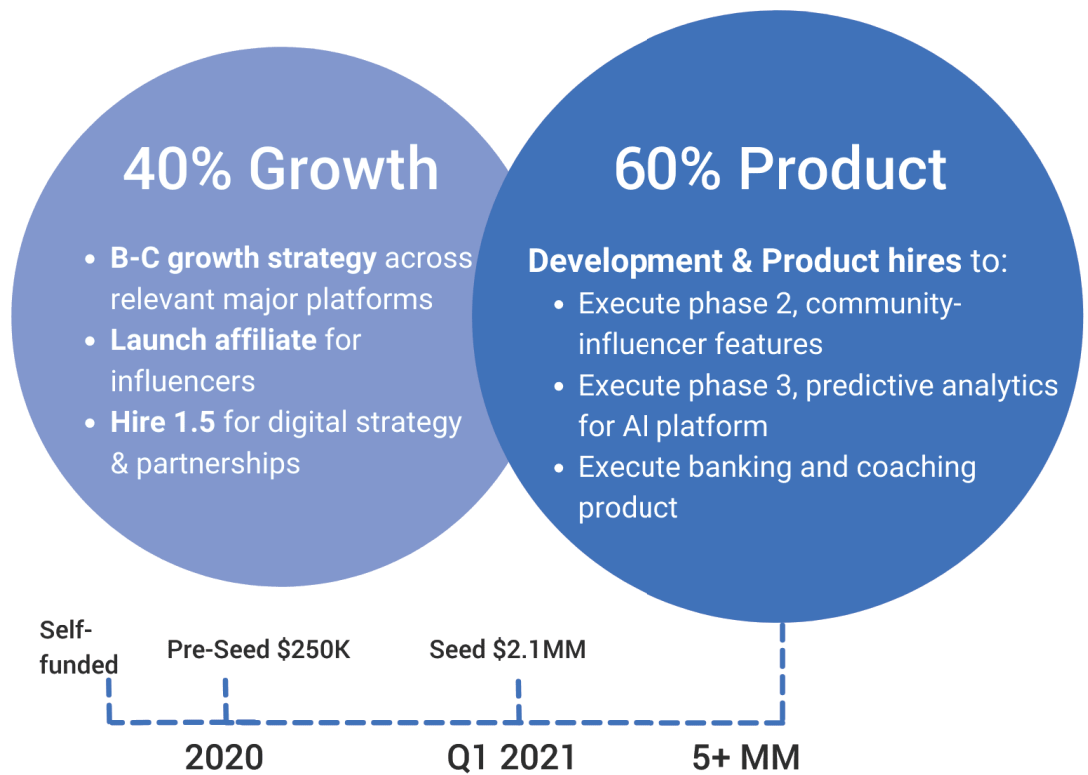 40% Growth
• B-C growth strategy across
relevant major platforms
• Launch affiliate for
influencers
• Hire 1.5 for digital strategy
& partnerships
60% Product
Development & Product hires to:
• Execute phase 2, community-
influencer features
• Execute phase 3, predictive analytics
for AI platform
• Execute banking and coaching
product
Self-
funded
Pre-Seed $250K
Seed $2.1MM
2020
Q1 2021
5+ MM